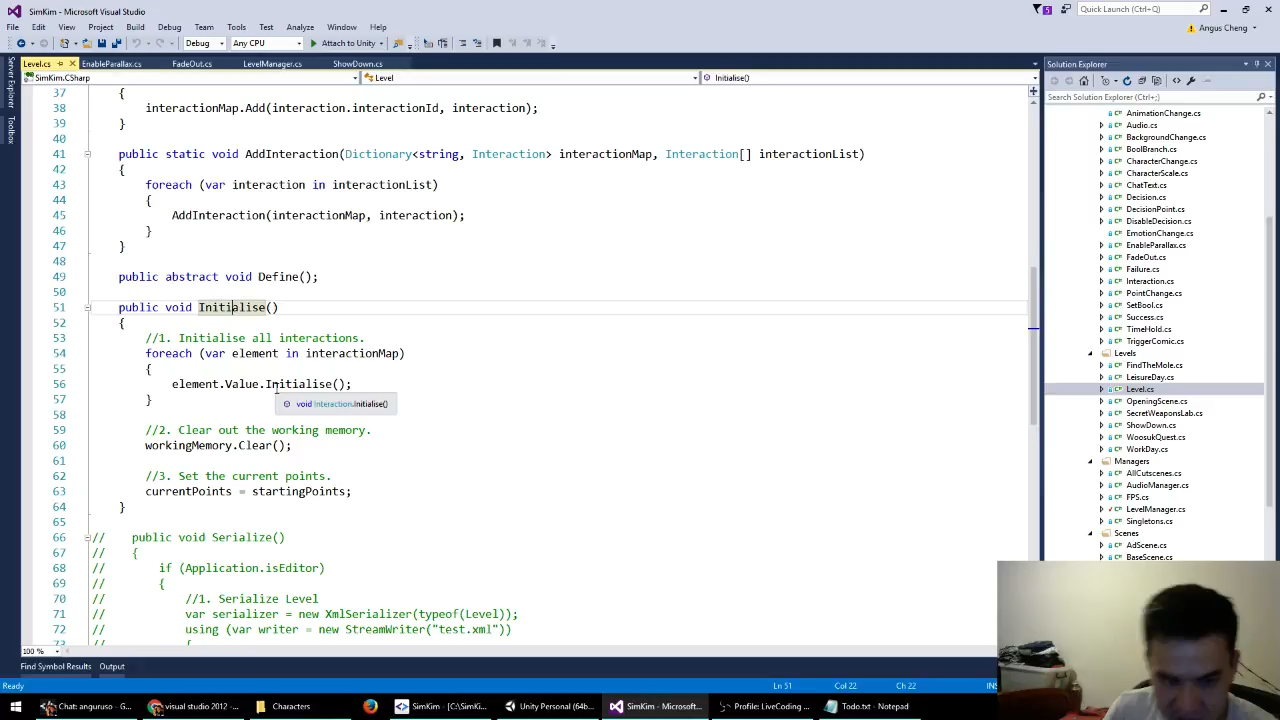 SimKim - Microsoft Visual Studio
5
Quick Launch (Ctrl+Q)
File Edit View Project Build Debug Team Tools Test Analyze Window Help
Angus Cheng
Debug Any CPU Attach to Unity
Level.cs EnableParallax.cs FadeOut.cs LevelManager.cs ShowDown.cs
SimKim.CSharp Level Initialise()
Server Explorer
Toolbox
37 {
38 interactionMap.Add(interaction.interactionId, interaction);
39 }
40
41 public static void AddInteraction(Dictionary<string, Interaction> interactionMap, Interaction[] interactionList)
42 {
43 foreach (var interaction in interactionList)
44 {
45 AddInteraction(interactionMap, interaction);
46 }
47 }
48
49 public abstract void Define();
50
51 public void Initialise()
52 {
53 //1. Initialise all interactions.
54 foreach (var element in interactionMap)
55 {
56 element.Value.Initialise();
57 }
void Interaction.Initialise()
58
59 //2. Clear out the working memory.
60 workingMemory.Clear();
61
62 //3. Set the current points.
63 currentPoints = startingPoints;
64 }
65
66 // public void Serialize()
67 // {
68 // if (Application.isEditor)
69 // {
70 // //1. Serialize Level
71 // var serializer = new XmlSerializer(typeof(Level));
72 // using (var writer = new StreamWriter("test.xml"))
73 // {
100 %
Solution Explorer
Search Solution Explorer (Ctrl+;)
AnimationChange.cs
Audio.cs
BackgroundChange.cs
BoolBranch.cs
CharacterChange.cs
CharacterScale.cs
ChatText.cs
Decision.cs
DecisionPoint.cs
DisableDecision.cs
EmotionChange.cs
EnableParallax.cs
FadeOut.cs
Failure.cs
Interaction.cs
PointChange.cs
SetBool.cs
Success.cs
TimeHold.cs
TriggerComic.cs
Levels
FindTheMole.cs
LeisureDay.cs
Level.cs
OpeningScene.cs
SecretWeaponsLab.cs
ShowDown.cs
WoosukQuest.cs
WorkDay.cs
Managers
AllCutscenes.cs
AudioManager.cs
FPS.cs
LevelManager.cs
Singletons.cs
Scenes
AdScene.cs
BaseScene.cs
Find Symbol Results Output
Ready Ln 51 Col 22 Ch 22 INS
Chat: anguruso - G... visual studio 2012 -... Characters SimKim - [C:\SimKi... Unity Personal (64b... SimKim - Microsoft... Profile: LiveCoding ... Todo.txt - Notepad